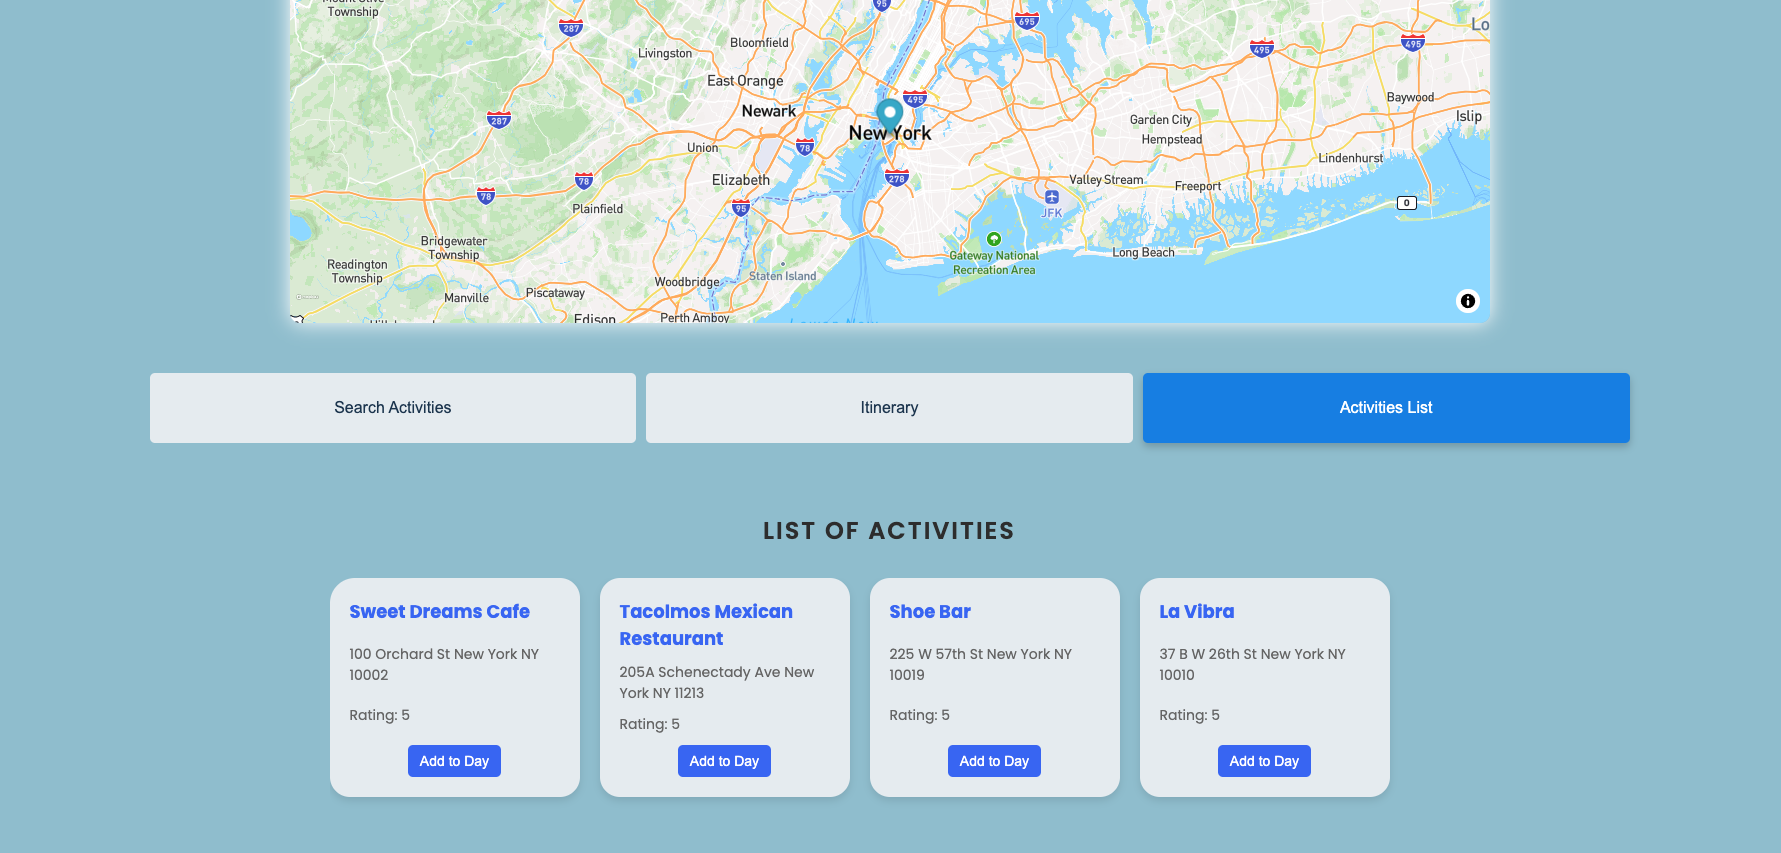 Mount Olive
Township
287
95
695
Lo
495
495
Bloomfield
Livingston
East Orange
495
Baywood
287
Newark
Garden City
Islip
New York
Hempstead
Union
78
Lindenhurst
Elizabeth
278
Valley Stream
Freeport
78
78
Plainfield
95
JFK
0
Bridgewater
Township
Gateway National
Recreation Area
Long Beach
Readington
Township
Staten Island
Woodbridge
Piscataway
Manville
Edison
Perth Amboy
Hillsborough
Lower New
Search Activities
Itinerary
Activities List
LIST OF ACTIVITIES
Sweet Dreams Cafe
100 Orchard St New York NY
10002
Rating: 5
Add to Day
Tacolmos Mexican
Restaurant
205A Schenectady Ave New
York NY 11213
Rating: 5
Add to Day
Shoe Bar
225 W 57th St New York NY
10019
Rating: 5
Add to Day
La Vibra
37 B W 26th St New York NY
10010
Rating: 5
Add to Day